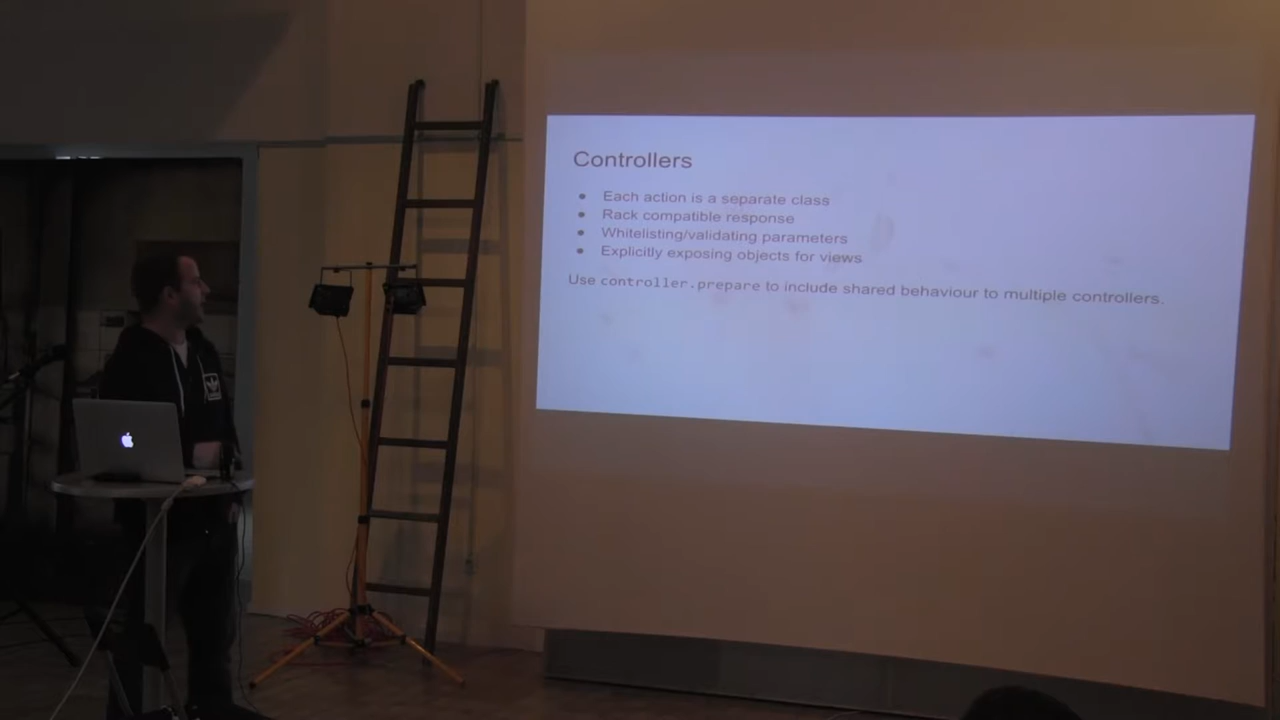 Controllers
● Each action is a separate class
● Rack compatible response
● Whitelisting/validating parameters
● Explicitly exposing objects for views
Use controller.prepare to include shared behaviour to multiple controllers.